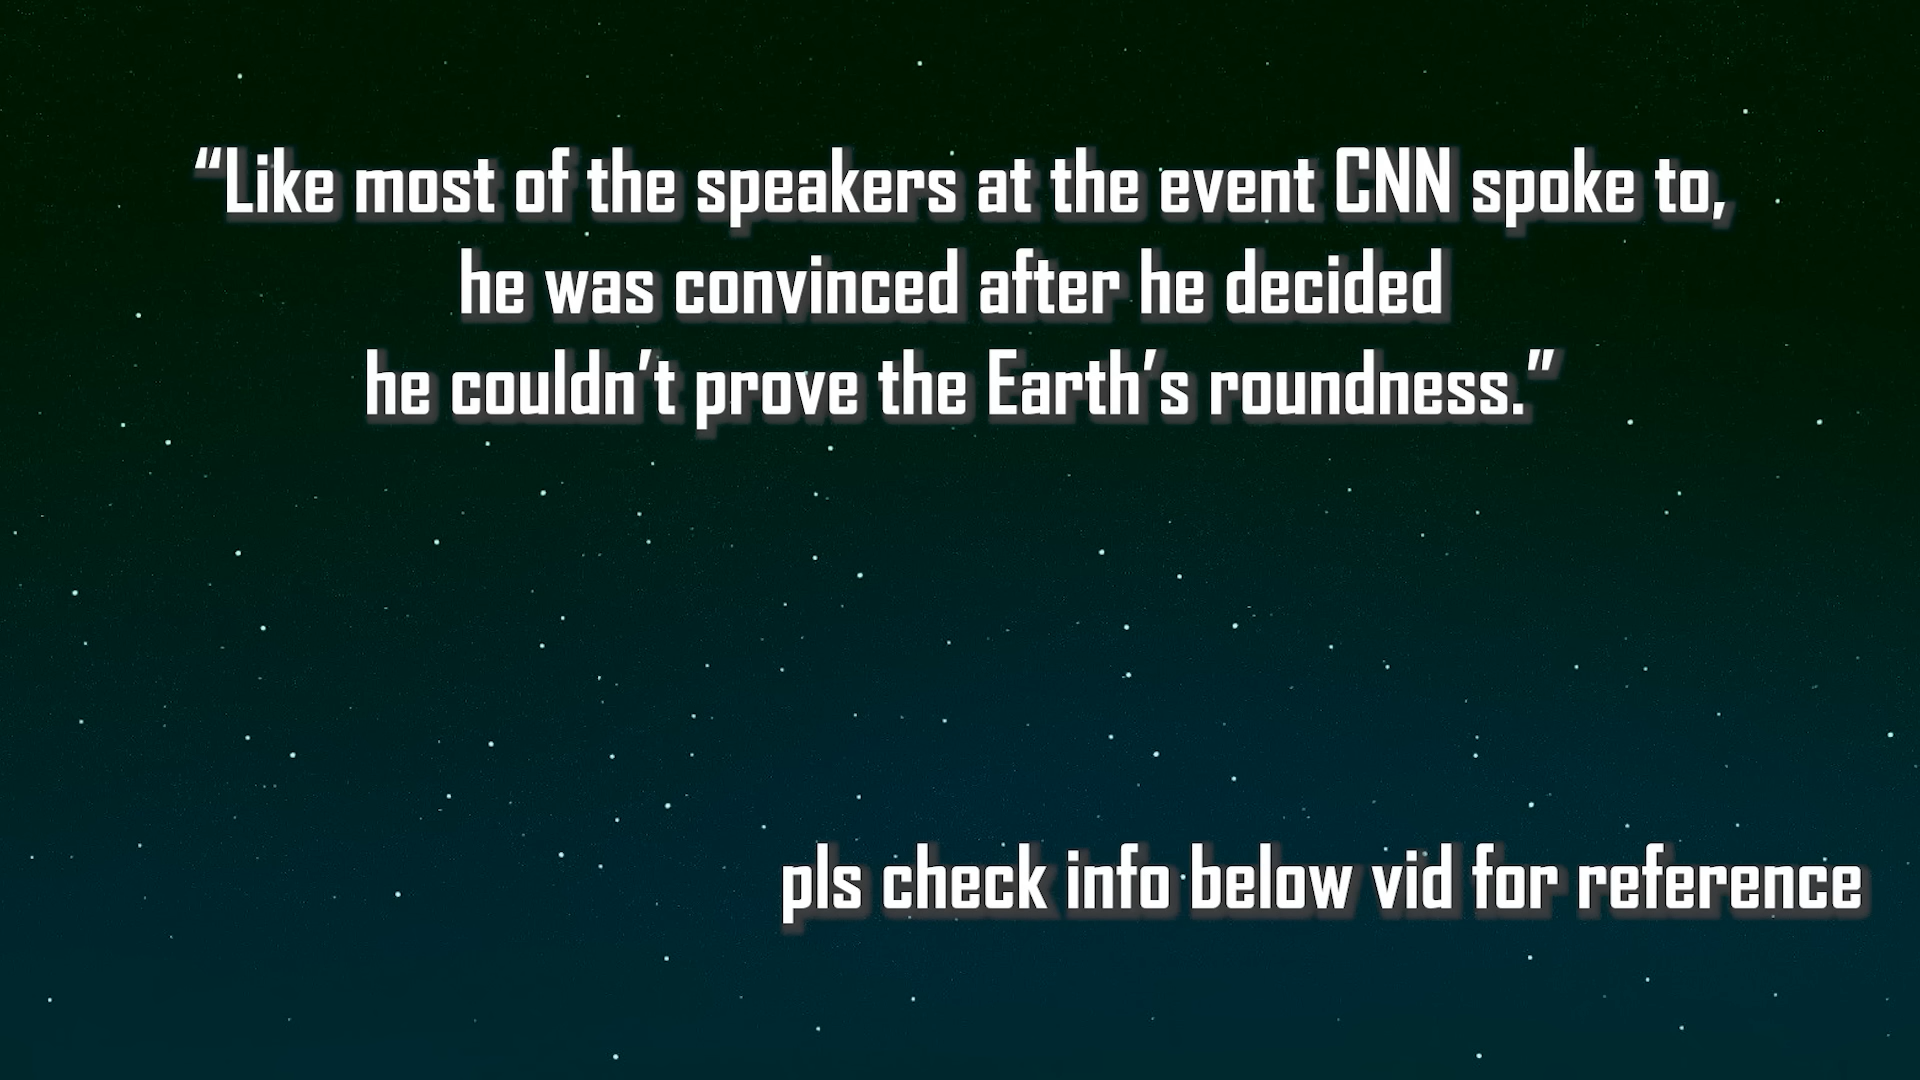 “Like most of the speakers at the event CNN spoke to,
he was convinced after he decided
he couldn’t prove the Earth’s roundness.”
pls check info below vid for reference